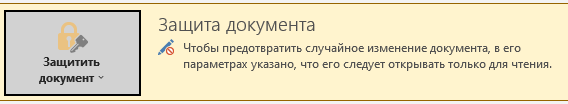 Защита документа
Чтобы предотвратить случайное изменение документа, в его
параметрах указано, что его следует открывать только для чтения.
Защитить
документ